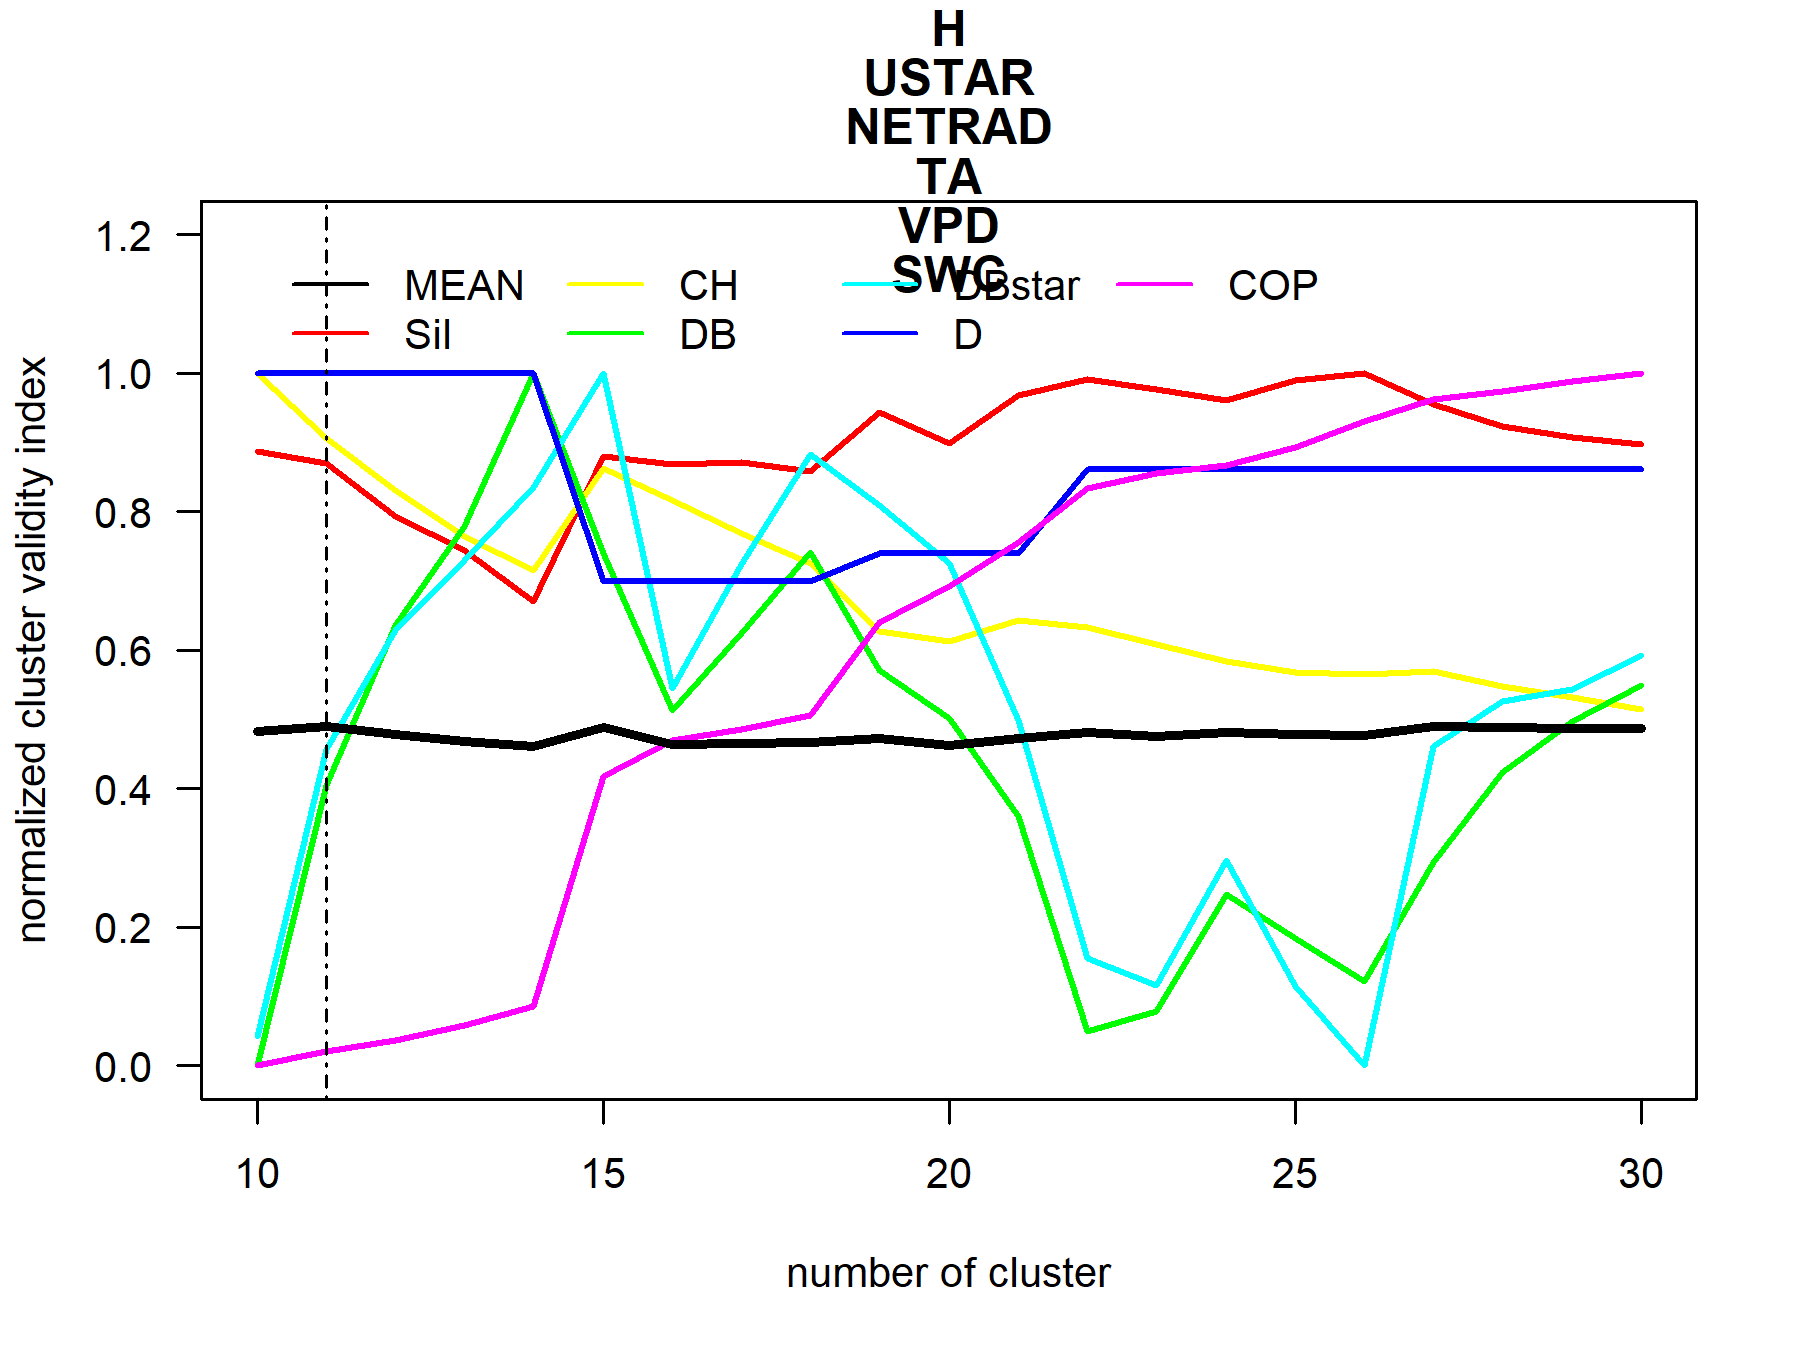 H
USTAR
NETRAD
TA
VPD
SWC
MEAN CH DBstar COP
Sil DB D
normalized cluster validity index
1.2
1.0
0.8
0.6
0.4
0.2
0.0
10 15 20 25 30
number of cluster